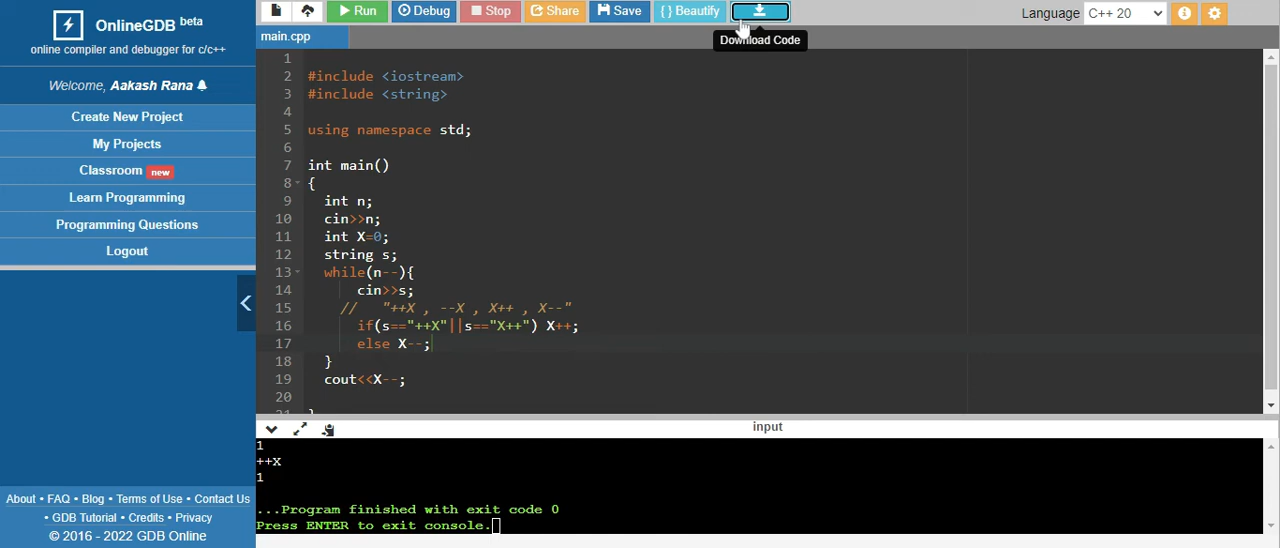 OnlineGDB beta
online compiler and debugger for c/c++
Welcome, Aakash Rana
Create New Project
My Projects
Classroom new
Learn Programming
Programming Questions
Logout
About • FAQ • Blog • Terms of Use • Contact Us
• GDB Tutorial • Credits • Privacy
© 2016 - 2022 GDB Online
Run Debug Stop Share Save { } Beautify
Language C++ 20
Download Code
main.cpp
1
2 #include <iostream>
3 #include <string>
4
5 using namespace std;
6
7 int main()
8 {
9 int n;
10 cin>>n;
11 int X=0;
12 string s;
13 while(n--){
14 cin>>s;
15 // "++X , --X , X++ , X--"
16 if(s=="++X"||s=="X++") X++;
17 else X--;
18 }
19 cout<<X--;
20
21 }
input
1
++X
1
...Program finished with exit code 0
Press ENTER to exit console.